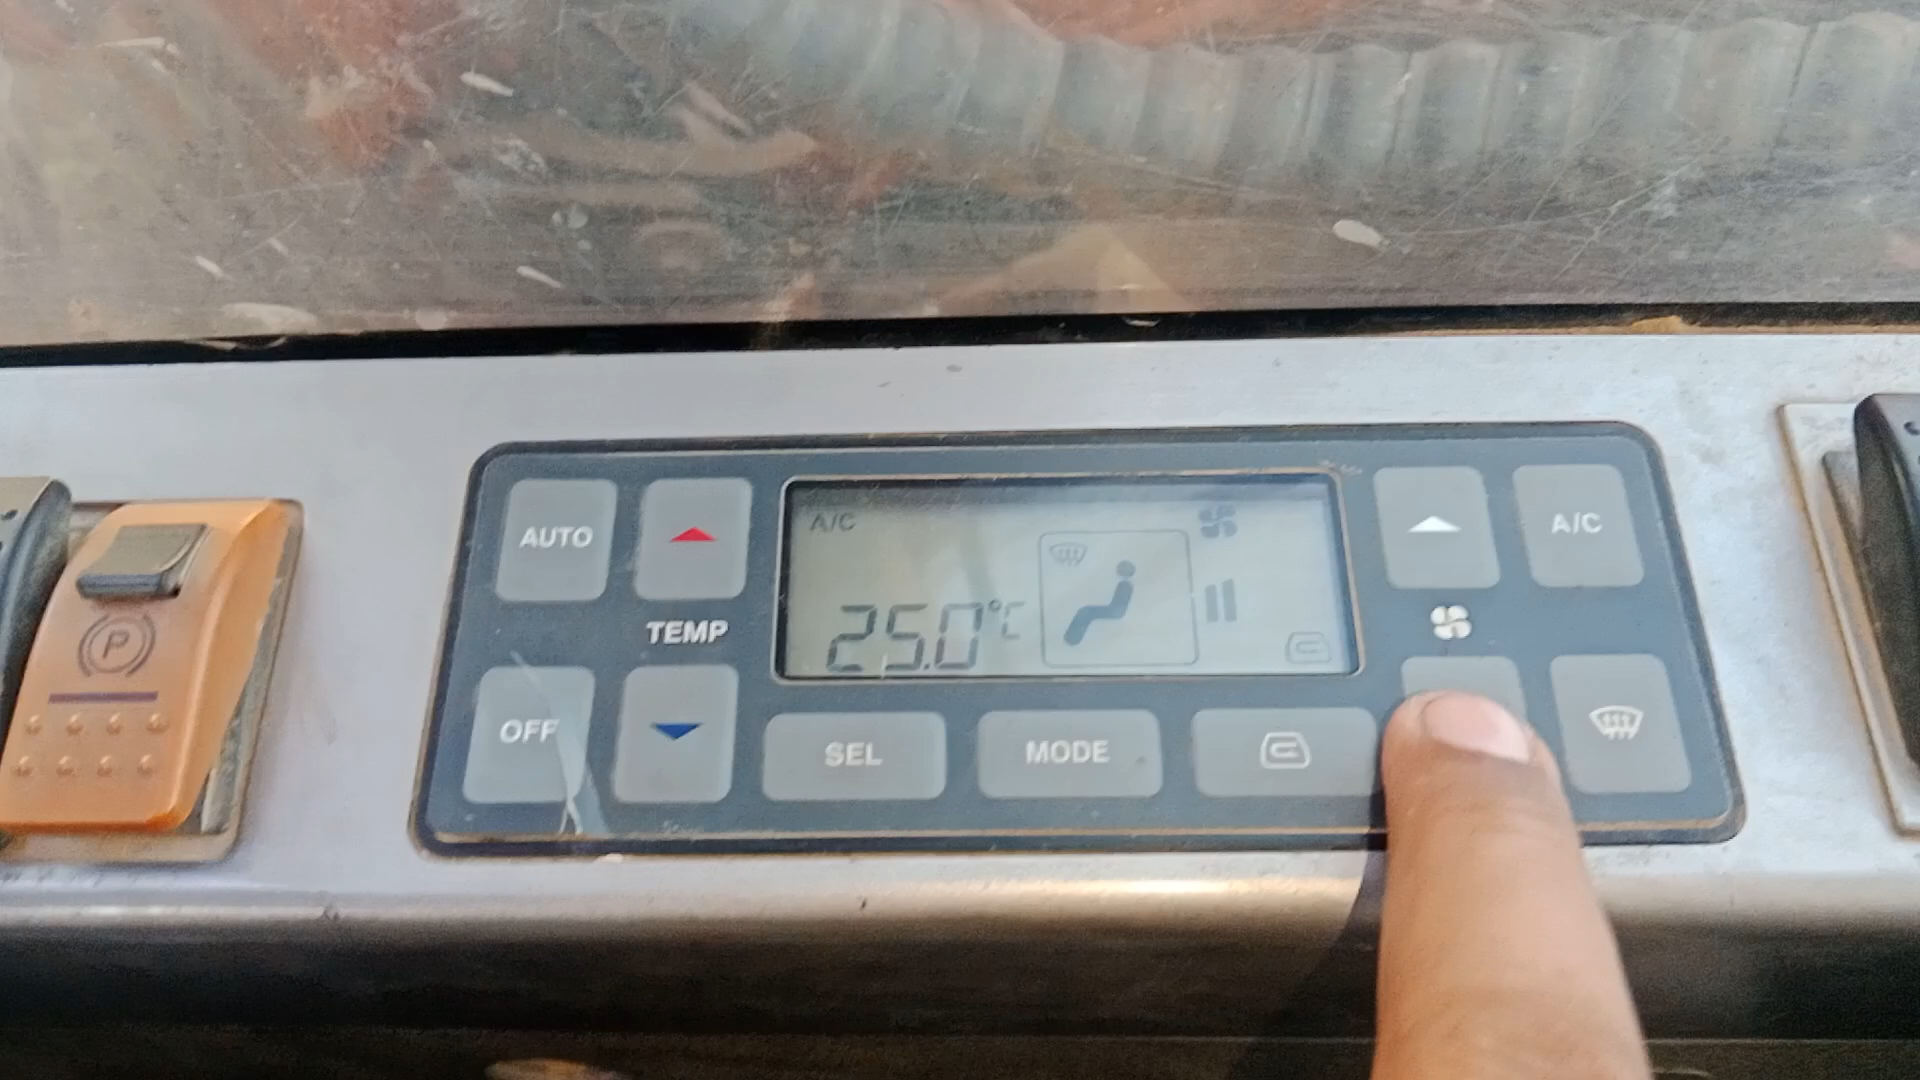 AUTO
A/C
A/C
25.0°C
TEMP
OFF
SEL
MODE
P